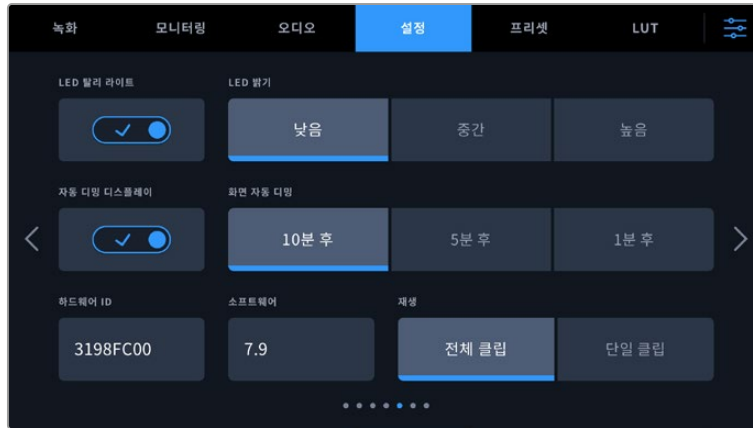 녹화 모니터링 오디오 설정 프리셋 LUT
LED 탈리 라이트 LED 밝기
낮음 중간 높음
자동 디밍 디스플레이 화면 자동 디밍
10분 후 5분 후 1분 후
하드웨어 ID 소프트웨어 재생
3198FC00 7.9 전체 클립 단일 클립